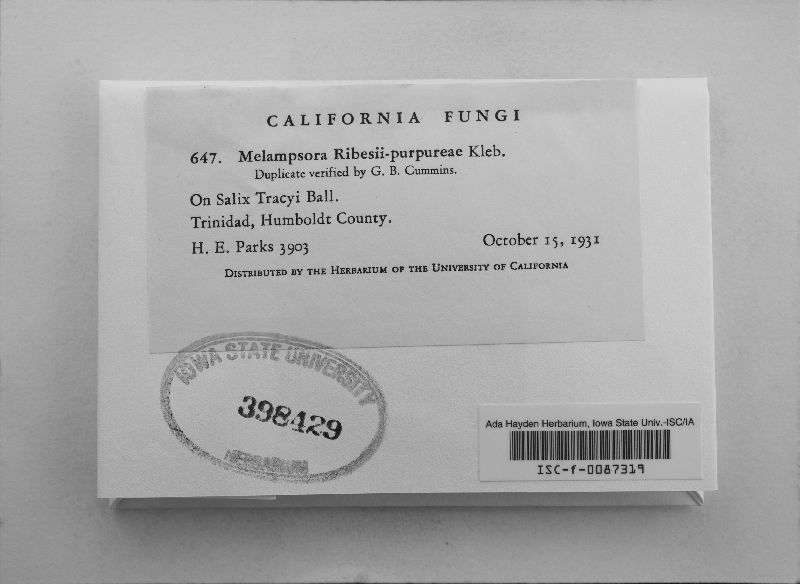 CALIFORNIA FUNGI
647. Melampsora Ribesii-purpureae Kleb.
Duplicate verified by G. B. Cummins.
On Salix Tracyi Ball.
Trinidad, Humboldt County.
H. E. Parks 3903 October 15, 1931
DISTRIBUTED BY THE HERBARIUM OF THE UNIVERSITY OF CALIFORNIA
IOWA STATE UNIVERSITY
398429
HERBARIUM
Ada Hayden Herbarium, Iowa State Univ.-ISC/IA
ISC-f-0087319